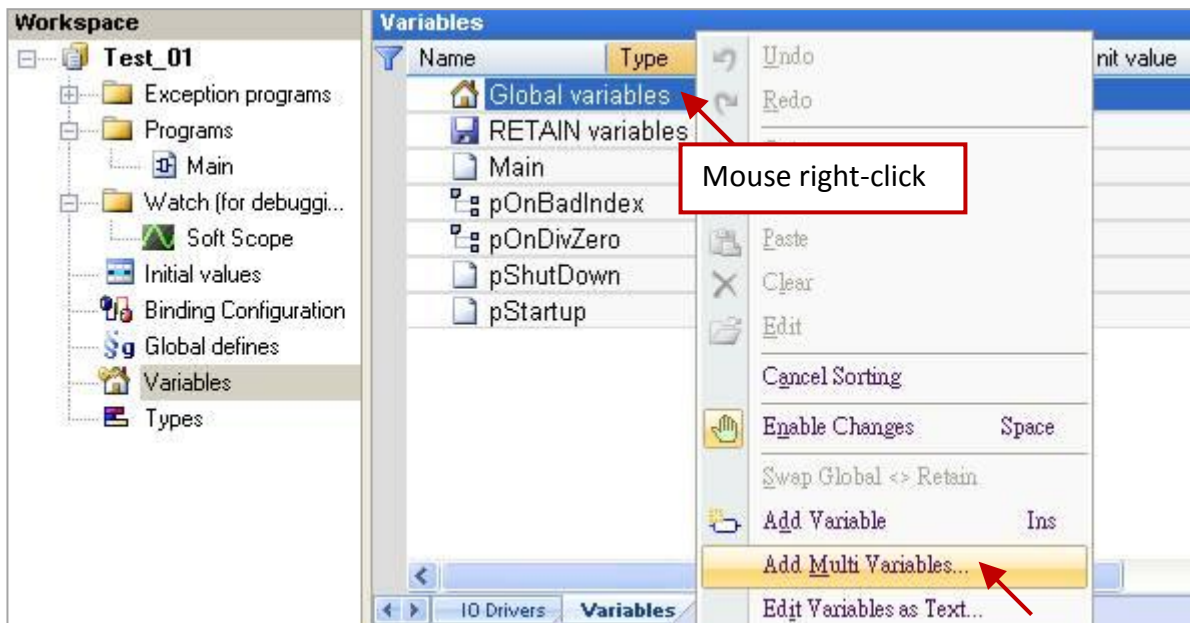 Workspace
Test_01
Exception programs
Programs
Main
Watch (for debuggi...
Soft Scope
Initial values
Binding Configuration
Global defines
Variables
Types
Variables
Name Type nit value
Global variables
RETAIN variables
Main
pOnBadIndex
pOnDivZero
pShutDown
pStartup
Mouse right-click
Undo
Redo
Paste
Clear
Edit
Cancel Sorting
Enable Changes Space
Swap Global <> Retain
Add Variable Ins
Add Multi Variables...
Edit Variables as Text...
IO Drivers Variables